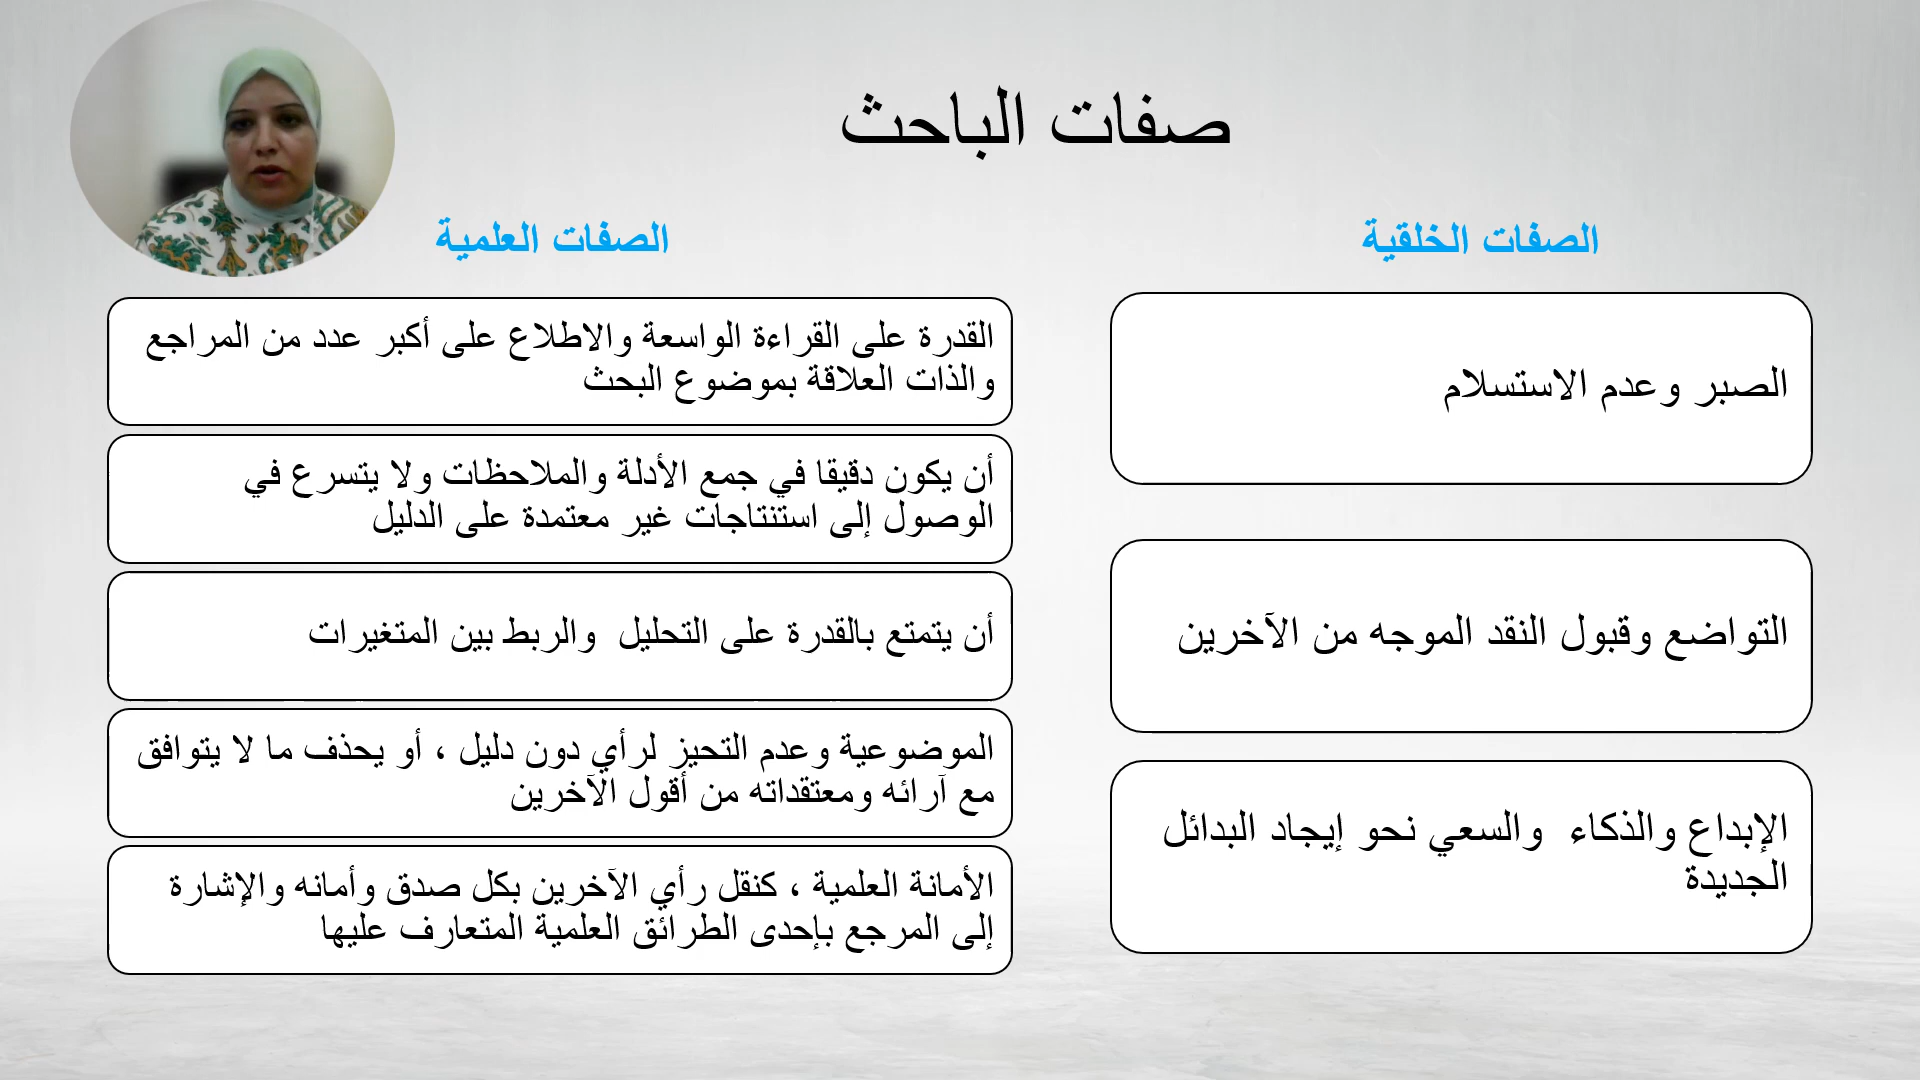 صفات الباحث
الصفات الخلقية
الصبر وعدم الاستسلام
التواضع وقبول النقد الموجه من الآخرين
الإبداع والذكاء والسعي نحو إيجاد البدائل
الجديدة
الصفات العلمية
القدرة على القراءة الواسعة والاطلاع على أكبر عدد من المراجع
والذات العلاقة بموضوع البحث
أن يكون دقيقا في جمع الأدلة والملاحظات ولا يتسرع في
الوصول إلى استنتاجات غير معتمدة على الدليل
أن يتمتع بالقدرة على التحليل والربط بين المتغيرات
الموضوعية وعدم التحيز لرأي دون دليل ، أو يحذف ما لا يتوافق
مع آرائه ومعتقداته من أقول الآخرين
الأمانة العلمية ، كنقل رأي الآخرين بكل صدق وأمانه والإشارة
إلى المرجع بإحدى الطرائق العلمية المتعارف عليها